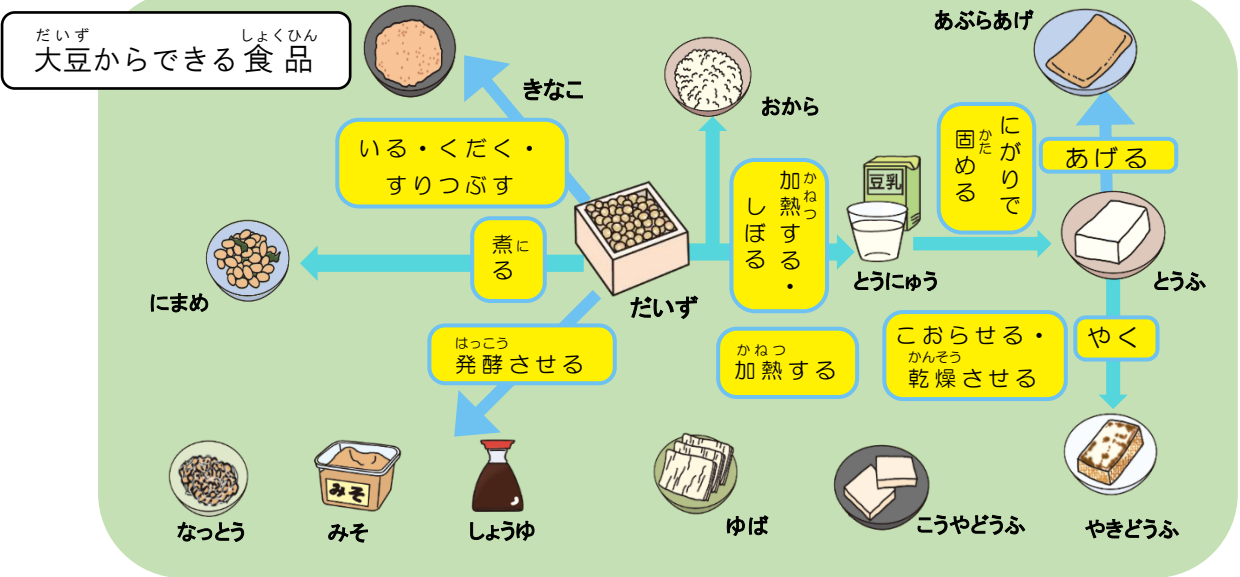 だいず しょくひん
大豆からできる食品
きなこ
いる・くだく・
すりつぶす
おから
あぶらあげ
あげる
にがりで
かた
固める
かねつ
加熱する・
しぼる
豆乳
とうにゅう
とうふ
だいず
に
煮
る
にまめ
はっこう
発酵させる
かねつ
加熱する
こおらせる・
かんそう
乾燥させる
やく
なっとう
みそ
みそ
しょうゆ
ゆば
こうやどうふ
やきどうふ